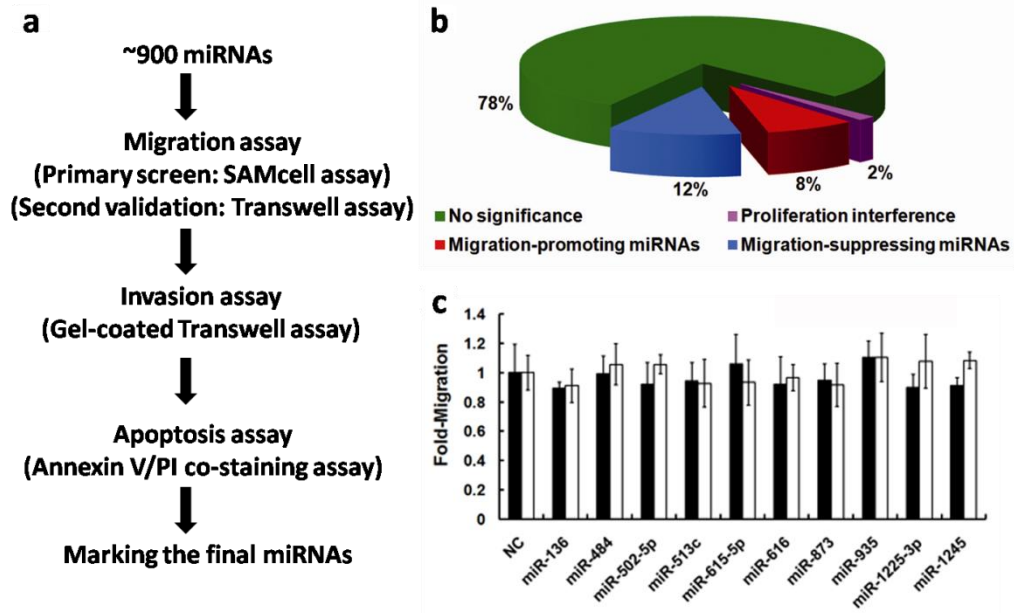 a
~900 miRNAs
Migration assay
(Primary screen: SAMcell assay)
(Second validation: Transwell assay)
Invasion assay
(Gel-coated Transwell assay)
Apoptosis assay
(Annexin V/PI co-staining assay)
Marking the final miRNAs
b
78%
12%
8%
2%
No significance
Proliferation interference
Migration-promoting miRNAs
Migration-suppressing miRNAs
c
Fold-Migration
1.4
1.2
1
0.8
0.6
0.4
0.2
0
NC
miR-136
miR-484
miR-502-5p
miR-513c
miR-615-5p
miR-616
miR-873
miR-935
miR-1225-3p
miR-1245